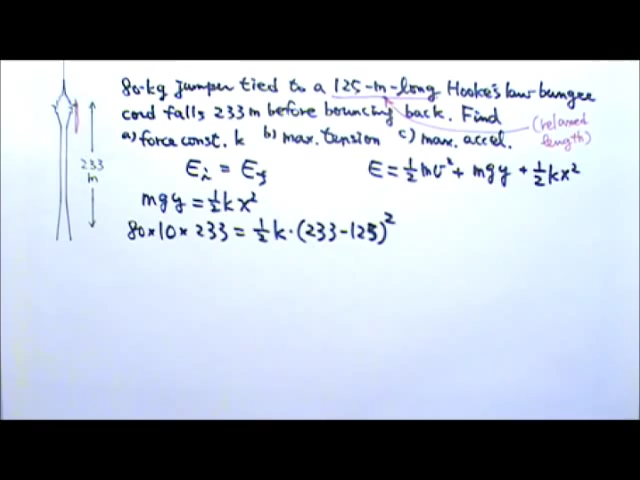 80-kg jumper tied to a 125-m-long Hooke's law bungee
cord falls 233 m before bouncing back. Find
(relaxed length)
a) force const. k b) max. tension c) max. accel.
233 m
Eᵢ = E_f
E = ½mv² + mgy + ½kx²
mgy = ½kx²
80×10×233 = ½k·(233-125)²